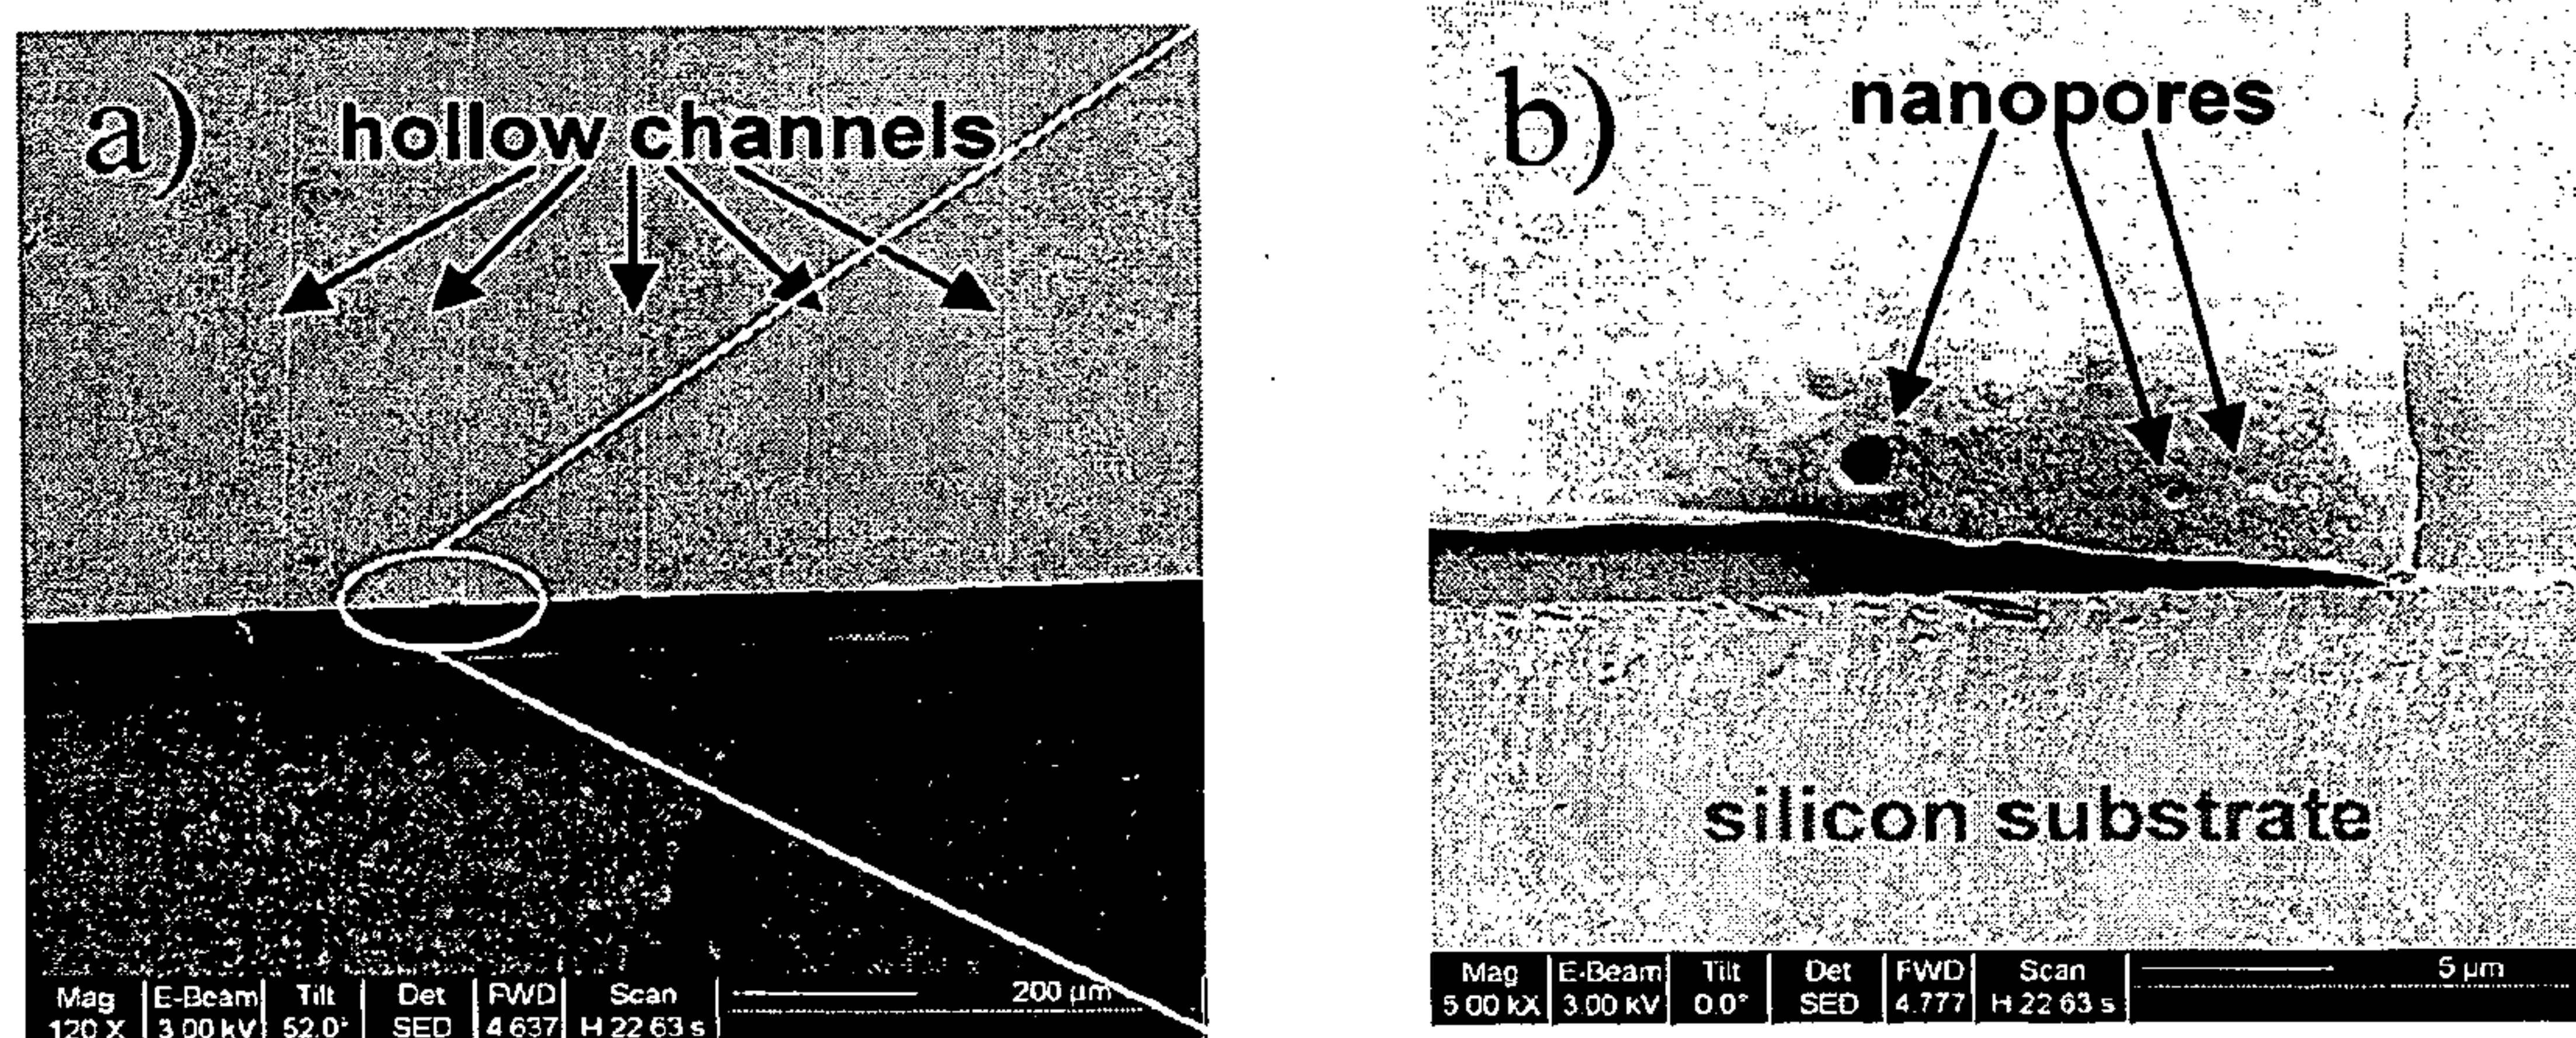 a)
hollow channels
Mag E-Beam Tilt Det FWD Scan 200 µm
120 X 3.00 kV 52.0° SED 4.637 H 22 63 s
b)
nanopores
silicon substrate
Mag E-Beam Tilt Det FWD Scan 5 µm
5 00 kX 3.00 kV 0.0° SED 4.777 H 22 63 s